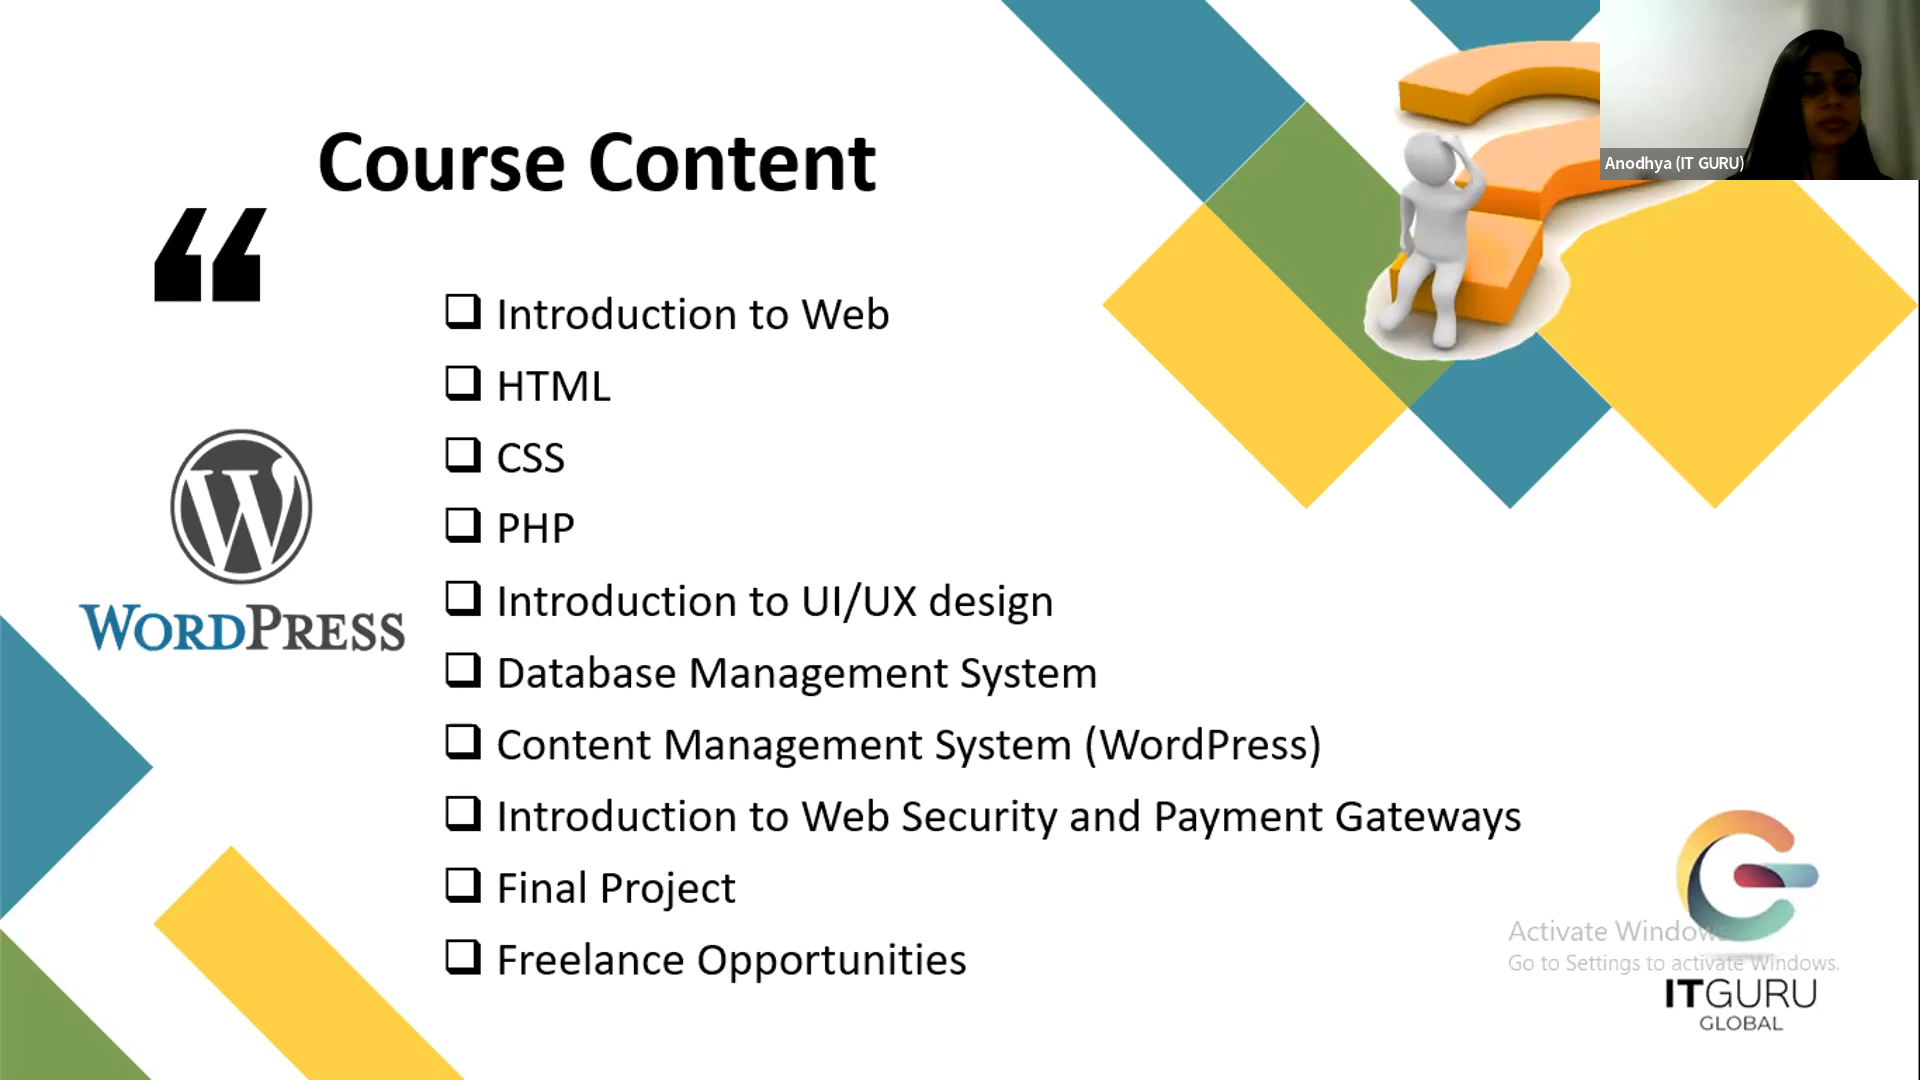 Course Content
“
Introduction to Web
HTML
CSS
PHP
Introduction to UI/UX design
Database Management System
Content Management System (WordPress)
Introduction to Web Security and Payment Gateways
Final Project
Freelance Opportunities
W
WORDPRESS
Anodhya (IT GURU)
Activate Windows
Go to Settings to activate Windows.
ITGURU
GLOBAL